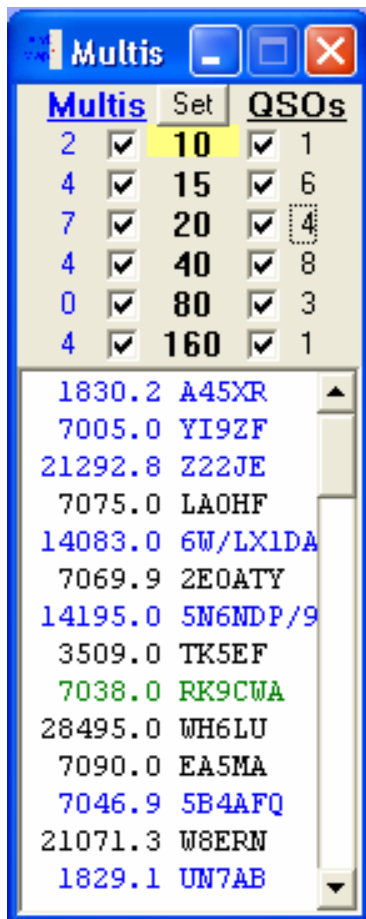 Multis
Multis Set QSOs
2 10 1
4 15 6
7 20 4
4 40 8
0 80 3
4 160 1
1830.2 A45XR
7005.0 YI9ZF
21292.8 Z22JE
7075.0 LA0HF
14083.0 6W/LX1DA
7069.9 2E0ATY
14195.0 5N6NDP/9
3509.0 TK5EF
7038.0 RK9CWA
28495.0 WH6LU
7090.0 EA5MA
7046.9 5B4AFQ
21071.3 W8ERN
1829.1 UN7AB